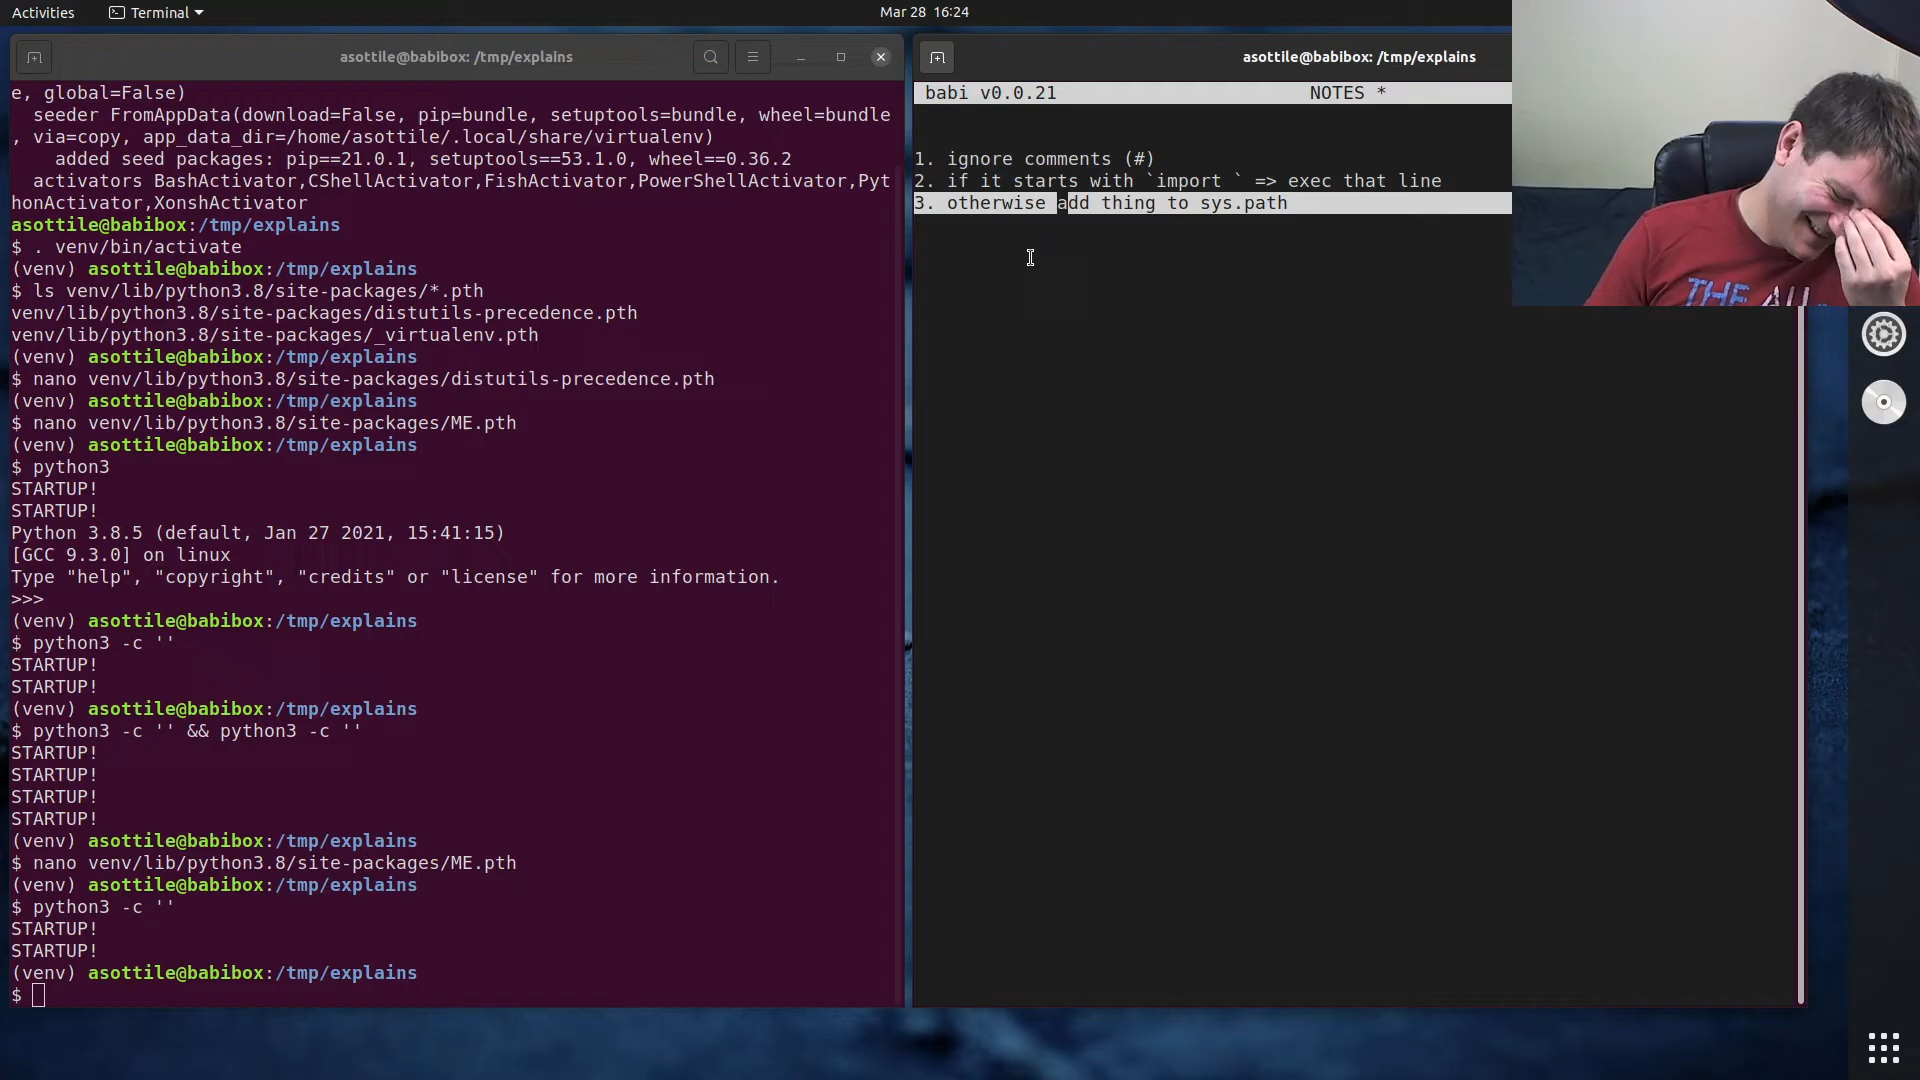 Activities
Terminal
Mar 28 16:24
asottile@babibox: /tmp/explains
e, global=False)
  seeder FromAppData(download=False, pip=bundle, setuptools=bundle, wheel=bundle
, via=copy, app_data_dir=/home/asottile/.local/share/virtualenv)
    added seed packages: pip==21.0.1, setuptools==53.1.0, wheel==0.36.2
  activators BashActivator,CShellActivator,FishActivator,PowerShellActivator,Pyt
honActivator,XonshActivator
asottile@babibox:/tmp/explains
$ . venv/bin/activate
(venv) asottile@babibox:/tmp/explains
$ ls venv/lib/python3.8/site-packages/*.pth
venv/lib/python3.8/site-packages/distutils-precedence.pth
venv/lib/python3.8/site-packages/_virtualenv.pth
(venv) asottile@babibox:/tmp/explains
$ nano venv/lib/python3.8/site-packages/distutils-precedence.pth
(venv) asottile@babibox:/tmp/explains
$ nano venv/lib/python3.8/site-packages/ME.pth
(venv) asottile@babibox:/tmp/explains
$ python3
STARTUP!
STARTUP!
Python 3.8.5 (default, Jan 27 2021, 15:41:15)
[GCC 9.3.0] on linux
Type "help", "copyright", "credits" or "license" for more information.
>>>
(venv) asottile@babibox:/tmp/explains
$ python3 -c ''
STARTUP!
STARTUP!
(venv) asottile@babibox:/tmp/explains
$ python3 -c '' && python3 -c ''
STARTUP!
STARTUP!
STARTUP!
STARTUP!
(venv) asottile@babibox:/tmp/explains
$ nano venv/lib/python3.8/site-packages/ME.pth
(venv) asottile@babibox:/tmp/explains
$ python3 -c ''
STARTUP!
STARTUP!
(venv) asottile@babibox:/tmp/explains
$
asottile@babibox: /tmp/explains
babi v0.0.21 NOTES *
1. ignore comments (#)
2. if it starts with `import ` => exec that line
3. otherwise add thing to sys.path
THE ALL